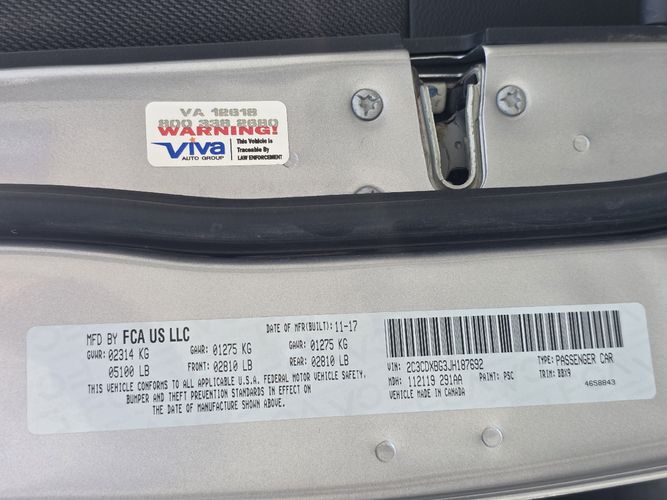 VA 12619
800 338 2680
WARNING!
Viva
AUTO GROUP
This Vehicle is
Traceable By
LAW ENFORCEMENT
MFD BY FCA US LLC
DATE OF MFR(BUILT): 11-17
GVWR: 02314 KG GAWR: 01275 KG GAWR: 01275 KG
05100 LB FRONT: 02810 LB REAR: 02810 LB
THIS VEHICLE CONFORMS TO ALL APPLICABLE U.S.A. FEDERAL MOTOR VEHICLE SAFETY,
BUMPER AND THEFT PREVENTION STANDARDS IN EFFECT ON
THE DATE OF MANUFACTURE SHOWN ABOVE.
VIN: 2C3CDXBG3JH187692 TYPE: PASSENGER CAR
MDH: 112119 291AA PAINT: PSC TRIM: BBX9
VEHICLE MADE IN CANADA 4658843